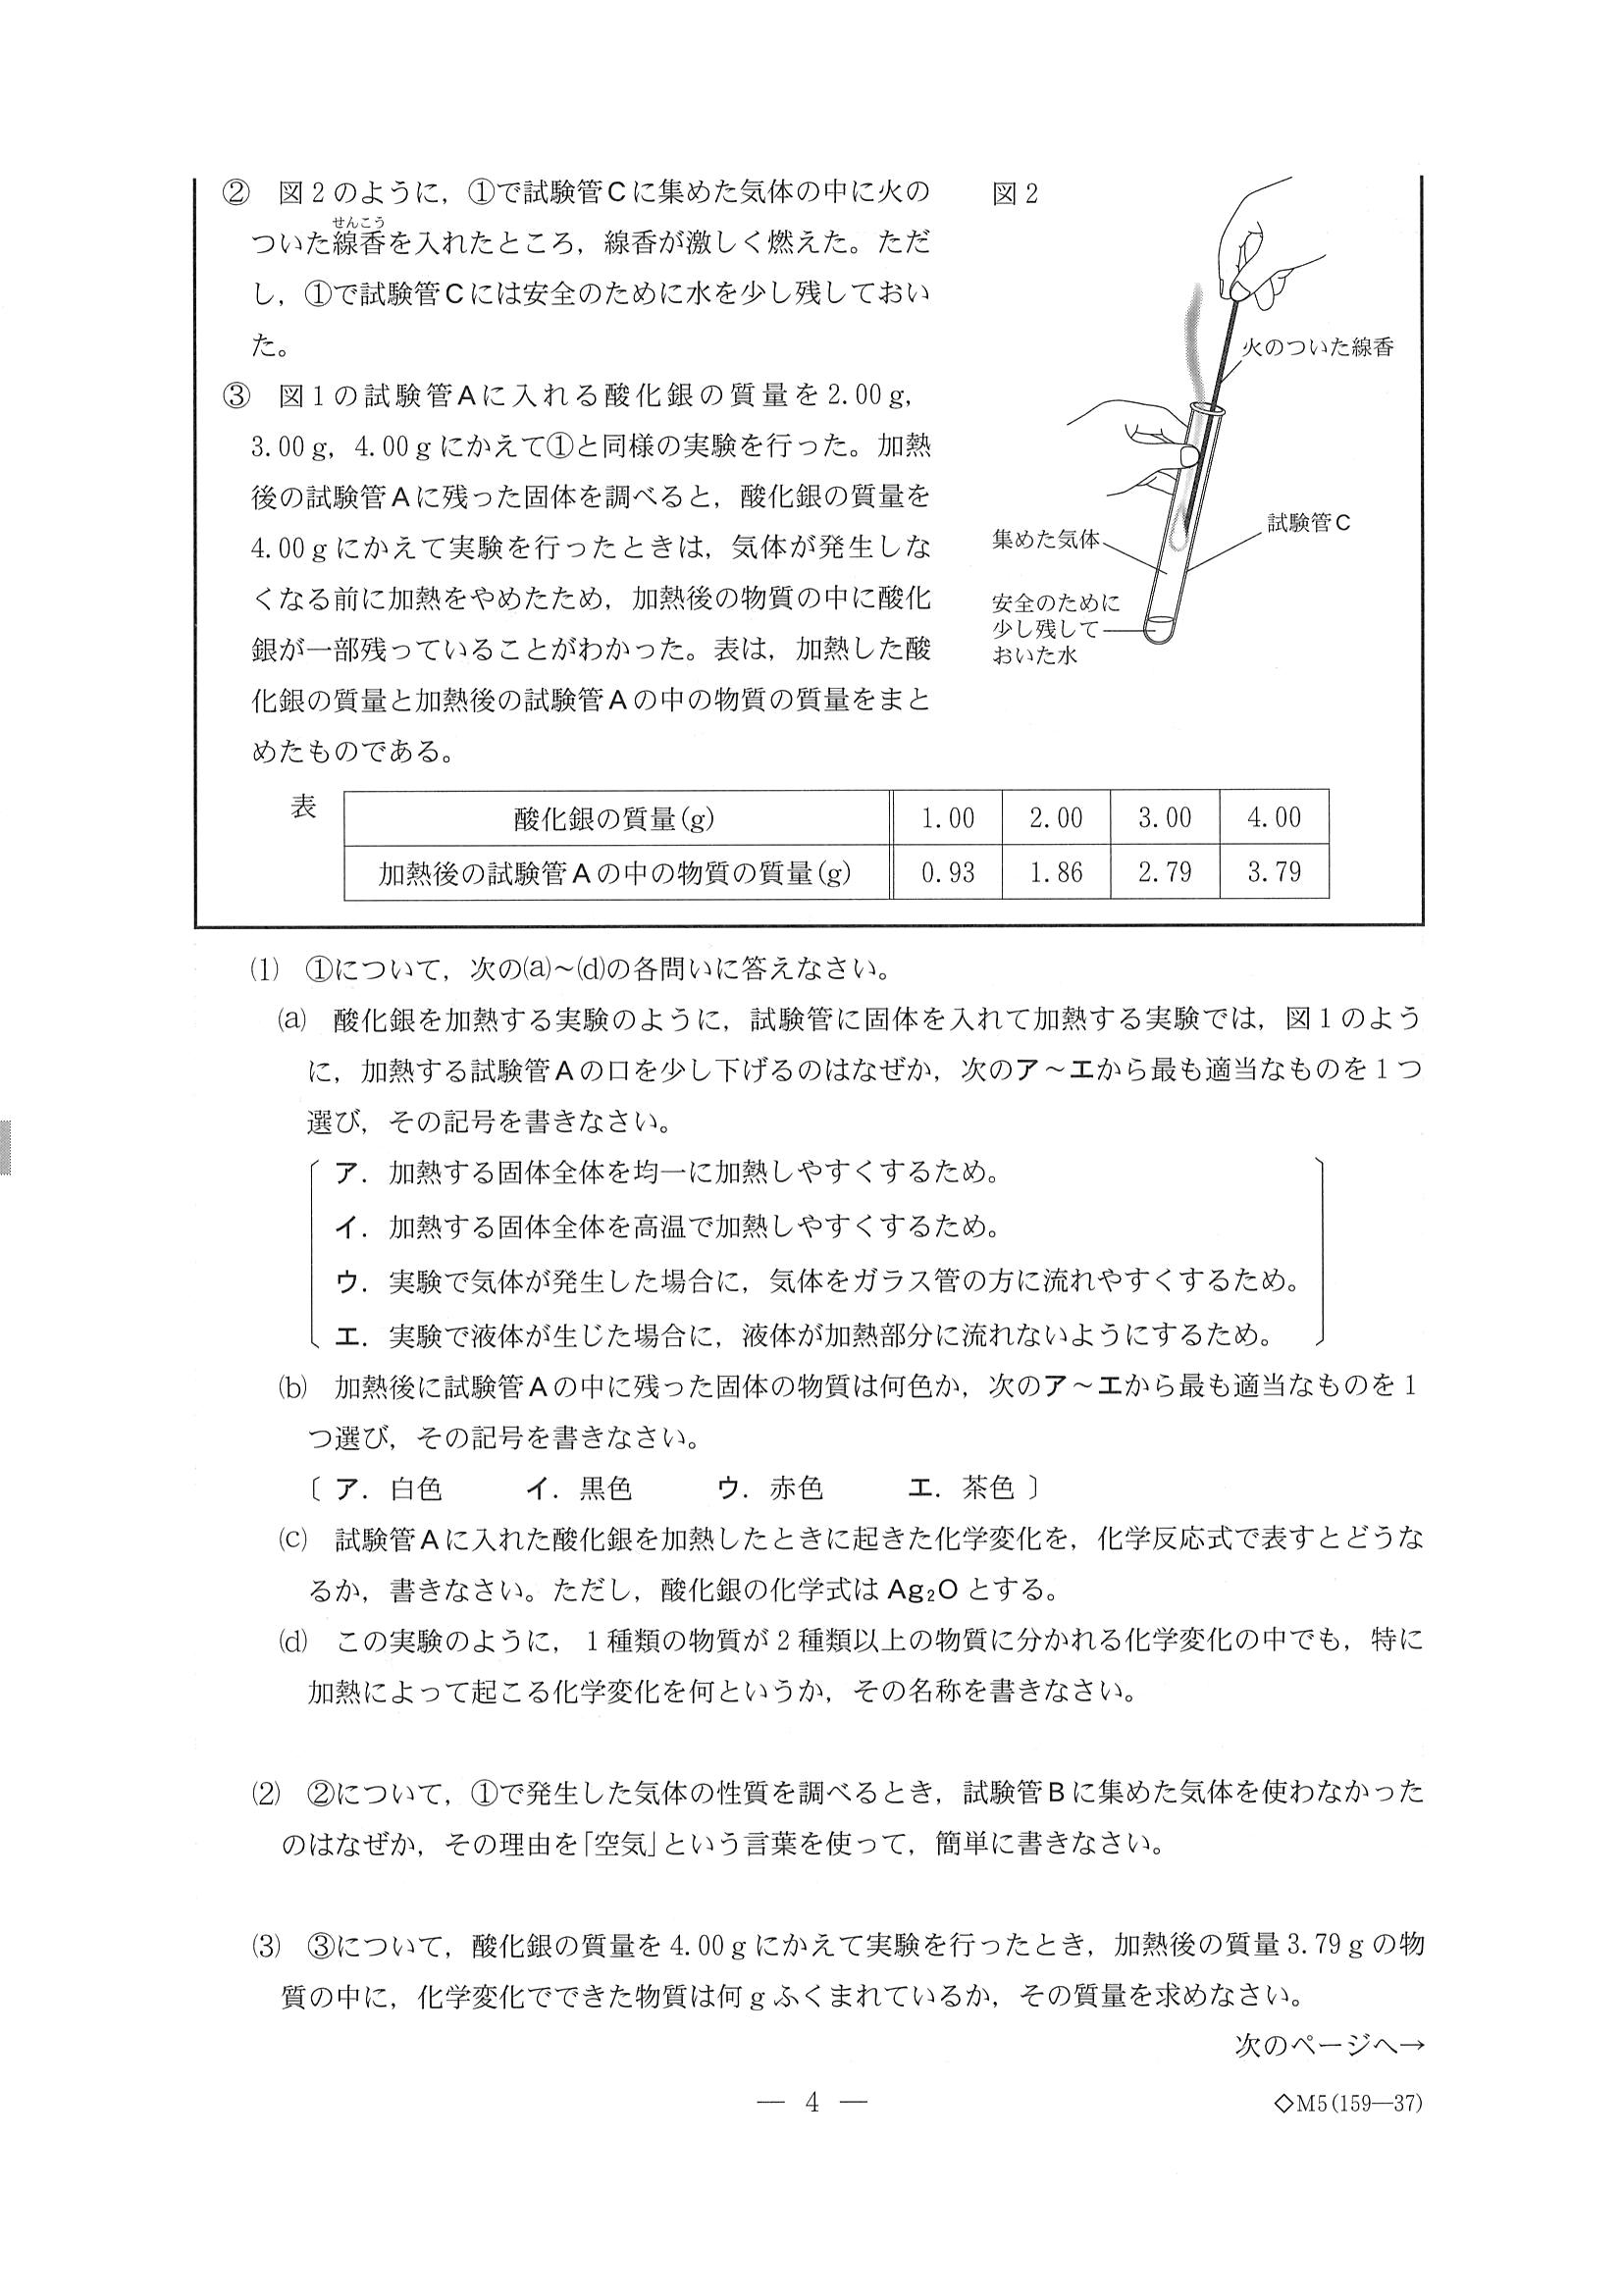 ②　図2のように，①で試験管Cに集めた気体の中に火の
ついた線香を入れたところ，線香が激しく燃えた。ただ
せんこう
し，①で試験管Cには安全のために水を少し残しておい
た。
③　図1の試験管Aに入れる酸化銀の質量を2.00g，
3.00g，4.00gにかえて①と同様の実験を行った。加熱
後の試験管Aに残った固体を調べると，酸化銀の質量を
4.00gにかえて実験を行ったときは，気体が発生しな
くなる前に加熱をやめたため，加熱後の物質の中に酸化
銀が一部残っていることがわかった。表は，加熱した酸
化銀の質量と加熱後の試験管Aの中の物質の質量をまと
めたものである。
図2
火のついた線香
試験管C
集めた気体
安全のために
少し残して
おいた水
表
酸化銀の質量(g)　1.00　2.00　3.00　4.00
加熱後の試験管Aの中の物質の質量(g)　0.93　1.86　2.79　3.79
(1)　①について，次の(a)～(d)の各問いに答えなさい。
(a)　酸化銀を加熱する実験のように，試験管に固体を入れて加熱する実験では，図1のよう
に，加熱する試験管Aの口を少し下げるのはなぜか，次のア～エから最も適当なものを1つ
選び，その記号を書きなさい。
ア．加熱する固体全体を均一に加熱しやすくするため。
イ．加熱する固体全体を高温で加熱しやすくするため。
ウ．実験で気体が発生した場合に，気体をガラス管の方に流れやすくするため。
エ．実験で液体が生じた場合に，液体が加熱部分に流れないようにするため。
(b)　加熱後に試験管Aの中に残った固体の物質は何色か，次のア～エから最も適当なものを1
つ選び，その記号を書きなさい。
〔ア．白色　イ．黒色　ウ．赤色　エ．茶色〕
(c)　試験管Aに入れた酸化銀を加熱したときに起きた化学変化を，化学反応式で表すとどうな
るか，書きなさい。ただし，酸化銀の化学式はAg₂Oとする。
(d)　この実験のように，1種類の物質が2種類以上の物質に分かれる化学変化の中でも，特に
加熱によって起こる化学変化を何というか，その名称を書きなさい。
(2)　②について，①で発生した気体の性質を調べるとき，試験管Bに集めた気体を使わなかった
のはなぜか，その理由を「空気」という言葉を使って，簡単に書きなさい。
(3)　③について，酸化銀の質量を4.00gにかえて実験を行ったとき，加熱後の質量3.79gの物
質の中に，化学変化でできた物質は何gふくまれているか，その質量を求めなさい。
次のページへ→
― 4 ―
◇M5(159―37)